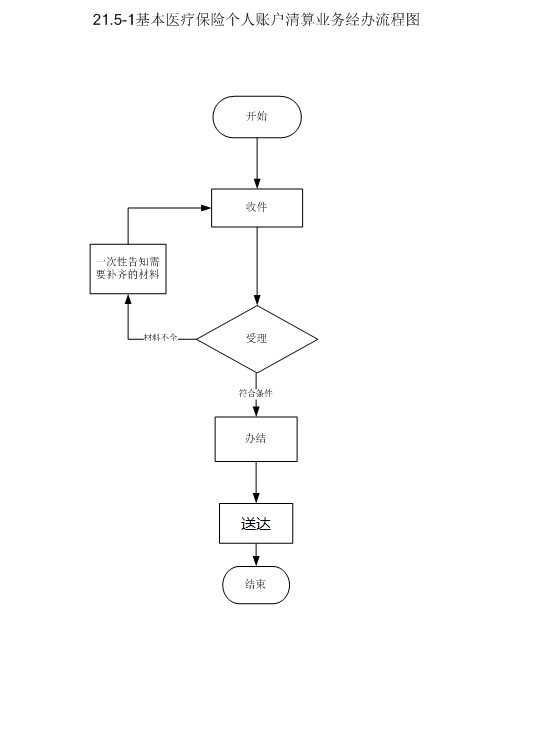 21.5-1基本医疗保险个人账户清算业务经办流程图
开始
收件
一次性告知需
要补齐的材料
受理
材料不全
符合条件
办结
送达
结束